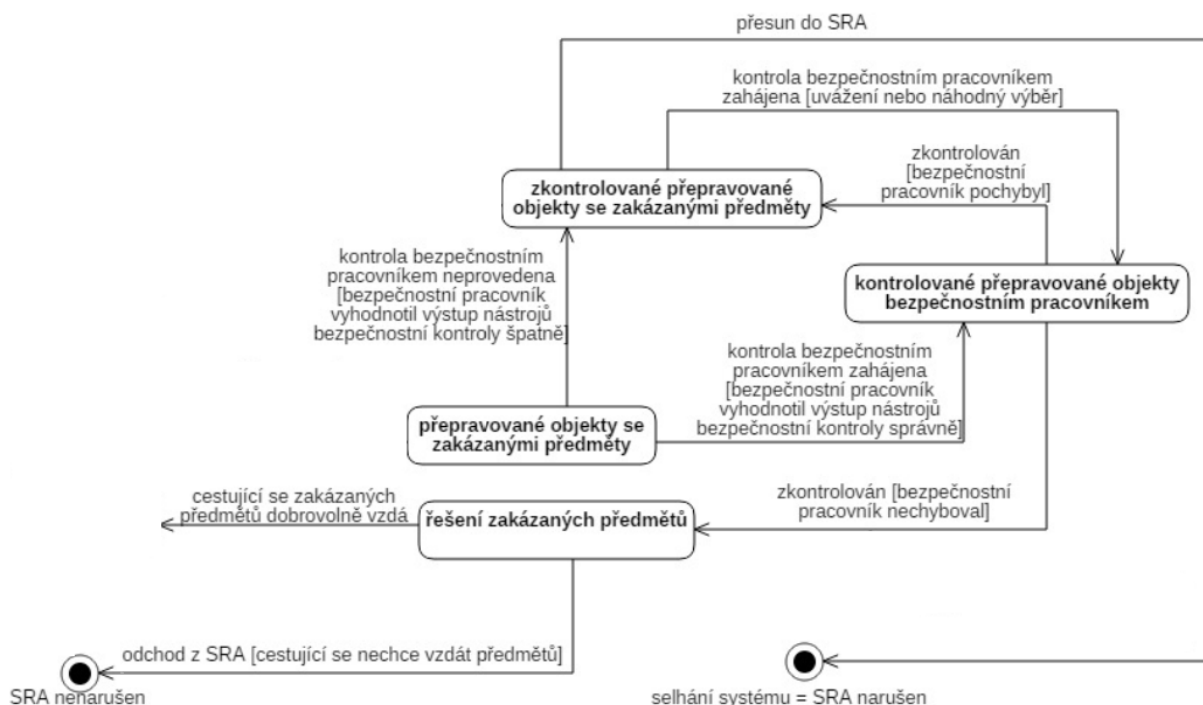 přesun do SRA
kontrola bezpečnostním pracovníkem
zahájena [uvážení nebo náhodný výběr]
zkontrolován
[bezpečnostní
pracovník pochybyl]
zkontrolované přepravované
objekty se zakázanými předměty
kontrola bezpečnostním
pracovníkem neprovedena
[bezpečnostní pracovník
vyhodnotil výstup nástrojů
bezpečnostní kontroly špatně]
kontrolované přepravované objekty
bezpečnostním pracovníkem
kontrola bezpečnostním
pracovníkem zahájena
[bezpečnostní pracovník
vyhodnotil výstup nástrojů
bezpečnostní kontroly správně]
přepravované objekty se
zakázanými předměty
cestující se zakázaných
předmětů dobrovolně vzdá
řešení zakázaných předmětů
zkontrolován [bezpečnostní
pracovník nechyboval]
odchod z SRA [cestující se nechce vzdát předmětů]
SRA nenarušen
selhání systému = SRA narušen